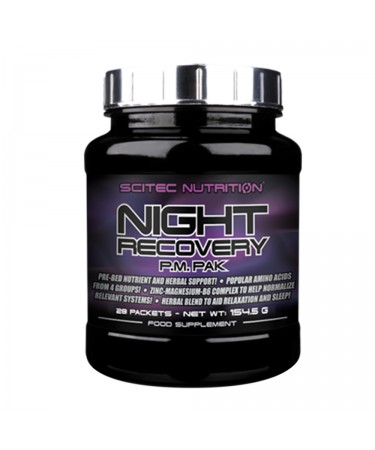 SCITEC NUTRITION
NIGHT
RECOVERY
P.M. PAK
PRE-BED NUTRIENT AND HERBAL SUPPORT! • POPULAR AMINO ACIDS
FROM 4 GROUPS! • ZINC-MAGNESIUM-B6 COMPLEX TO HELP NORMALIZE
RELEVANT SYSTEMS! • HERBAL BLEND TO AID RELAXATION AND SLEEP!
28 PACKETS - NET WT: 154.5 G
FOOD SUPPLEMENT